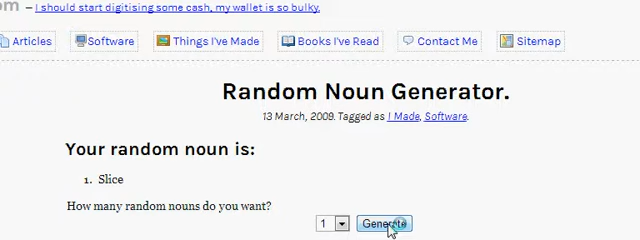 om – I should start digitising some cash, my wallet is so bulky.
Articles Software Things I've Made Books I've Read Contact Me Sitemap
Random Noun Generator.
13 March, 2009. Tagged as I Made, Software.
Your random noun is:
1. Slice
How many random nouns do you want?
1 Generate